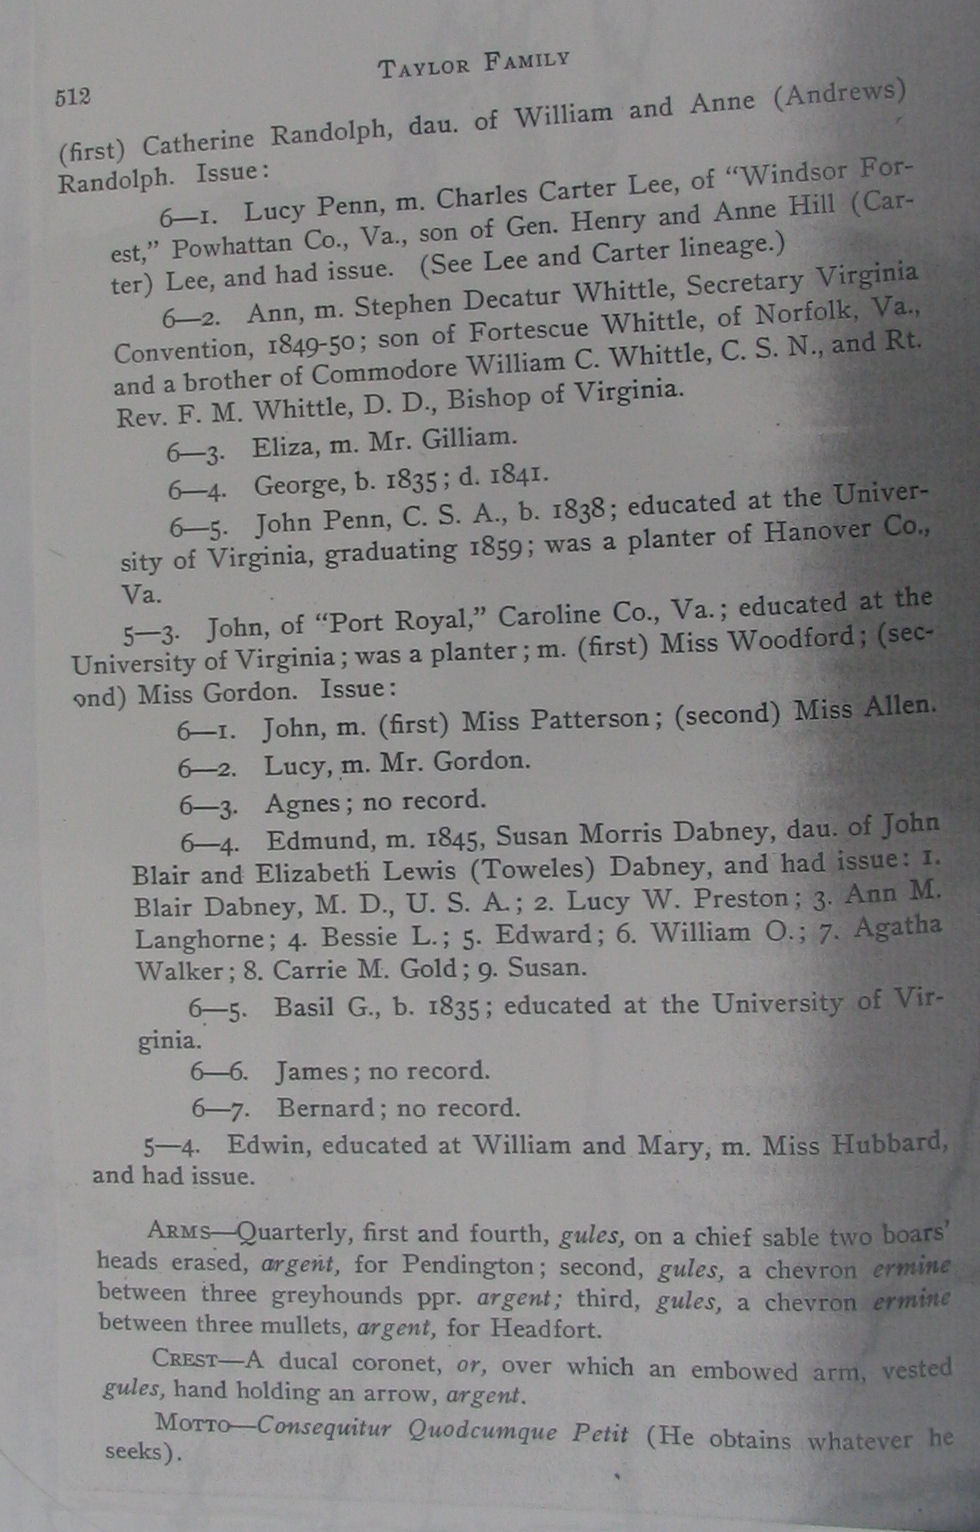 512
TAYLOR FAMILY
(first) Catherine Randolph, dau. of William and Anne (Andrews)
Randolph. Issue:
6—1. Lucy Penn, m. Charles Carter Lee, of “Windsor For-
est,” Powhattan Co., Va., son of Gen. Henry and Anne Hill (Car-
ter) Lee, and had issue. (See Lee and Carter lineage.)
6—2. Ann, m. Stephen Decatur Whittle, Secretary Virginia
Convention, 1849-50; son of Fortescue Whittle, of Norfolk, Va.,
and a brother of Commodore William C. Whittle, C. S. N., and Rt.
Rev. F. M. Whittle, D. D., Bishop of Virginia.
6—3. Eliza, m. Mr. Gilliam.
6—4. George, b. 1835; d. 1841.
6—5. John Penn, C. S. A., b. 1838; educated at the Univer-
sity of Virginia, graduating 1859; was a planter of Hanover Co.,
Va.
5—3. John, of “Port Royal,” Caroline Co., Va.; educated at the
University of Virginia; was a planter; m. (first) Miss Woodford; (sec-
ond) Miss Gordon. Issue:
6—1. John, m. (first) Miss Patterson; (second) Miss Allen.
6—2. Lucy, m. Mr. Gordon.
6—3. Agnes; no record.
6—4. Edmund, m. 1845, Susan Morris Dabney, dau. of John
Blair and Elizabeth Lewis (Toweles) Dabney, and had issue: 1.
Blair Dabney, M. D., U. S. A.; 2. Lucy W. Preston; 3. Ann M.
Langhorne; 4. Bessie L.; 5. Edward; 6. William O.; 7. Agatha
Walker; 8. Carrie M. Gold; 9. Susan.
6—5. Basil G., b. 1835; educated at the University of Vir-
ginia.
6—6. James; no record.
6—7. Bernard; no record.
5—4. Edwin, educated at William and Mary, m. Miss Hubbard,
and had issue.
ARMS—Quarterly, first and fourth, gules, on a chief sable two boars'
heads erased, argent, for Pendington; second, gules, a chevron ermine
between three greyhounds ppr. argent; third, gules, a chevron ermine
between three mullets, argent, for Headfort.
CREST—A ducal coronet, or, over which an embowed arm, vested
gules, hand holding an arrow, argent.
MOTTO—Consequitur Quodcumque Petit (He obtains whatever he
seeks).